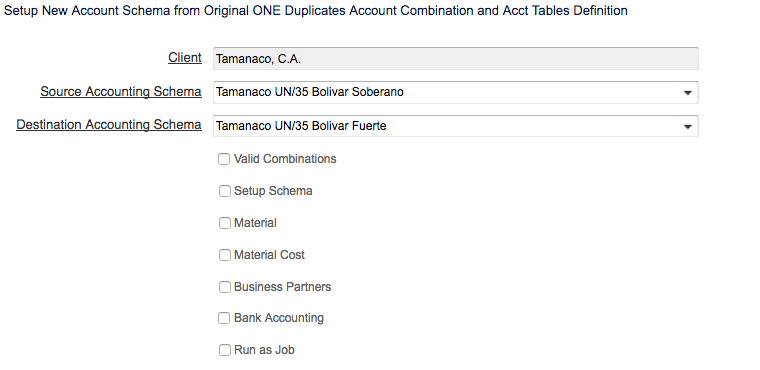 Setup New Account Schema from Original ONE Duplicates Account Combination and Acct Tables Definition
Client Tamanaco, C.A.
Source Accounting Schema Tamanaco UN/35 Bolivar Soberano
Destination Accounting Schema Tamanaco UN/35 Bolivar Fuerte
Valid Combinations
Setup Schema
Material
Material Cost
Business Partners
Bank Accounting
Run as Job